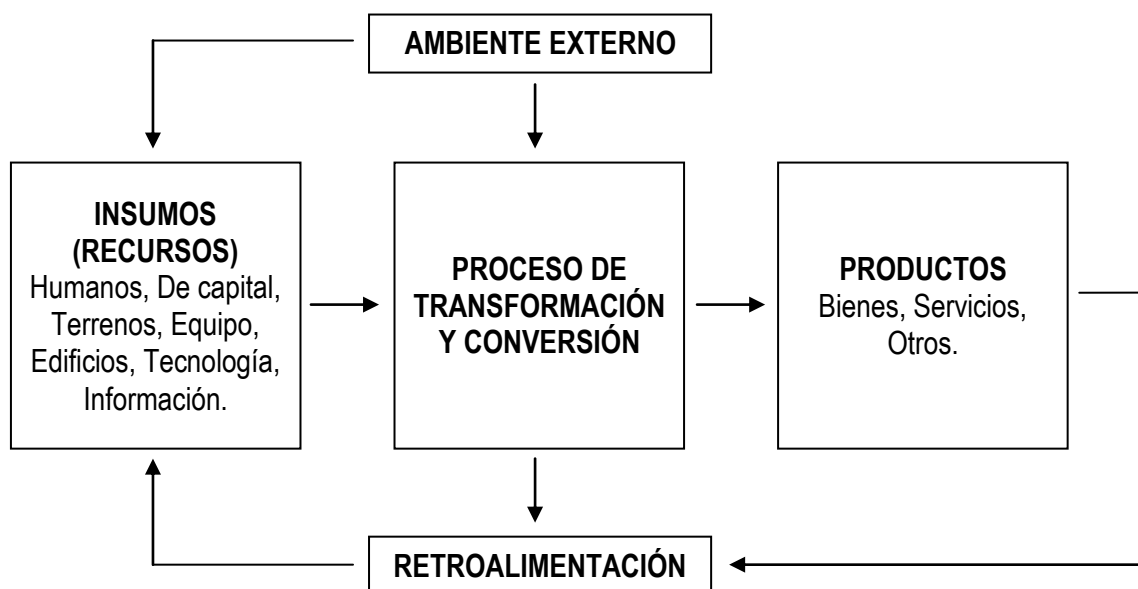 AMBIENTE EXTERNO
INSUMOS
(RECURSOS)
Humanos, De capital,
Terrenos, Equipo,
Edificios, Tecnología,
Información.
PROCESO DE
TRANSFORMACIÓN
Y CONVERSIÓN
PRODUCTOS
Bienes, Servicios,
Otros.
RETROALIMENTACIÓN